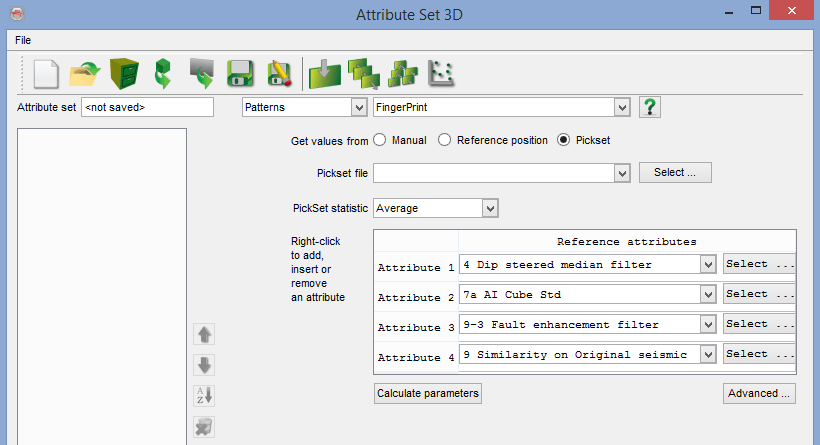 Attribute Set 3D
File
Attribute set <not saved> Patterns FingerPrint ?
Get values from Manual Reference position Pickset
Pickset file Select ...
PickSet statistic Average
Right-click
to add,
insert or
remove
an attribute
Reference attributes
Attribute 1 4 Dip steered median filter Select ...
Attribute 2 7a AI Cube Std Select ...
Attribute 3 9-3 Fault enhancement filter Select ...
Attribute 4 9 Similarity on Original seismic Select ...
A
Z
Calculate parameters Advanced ...